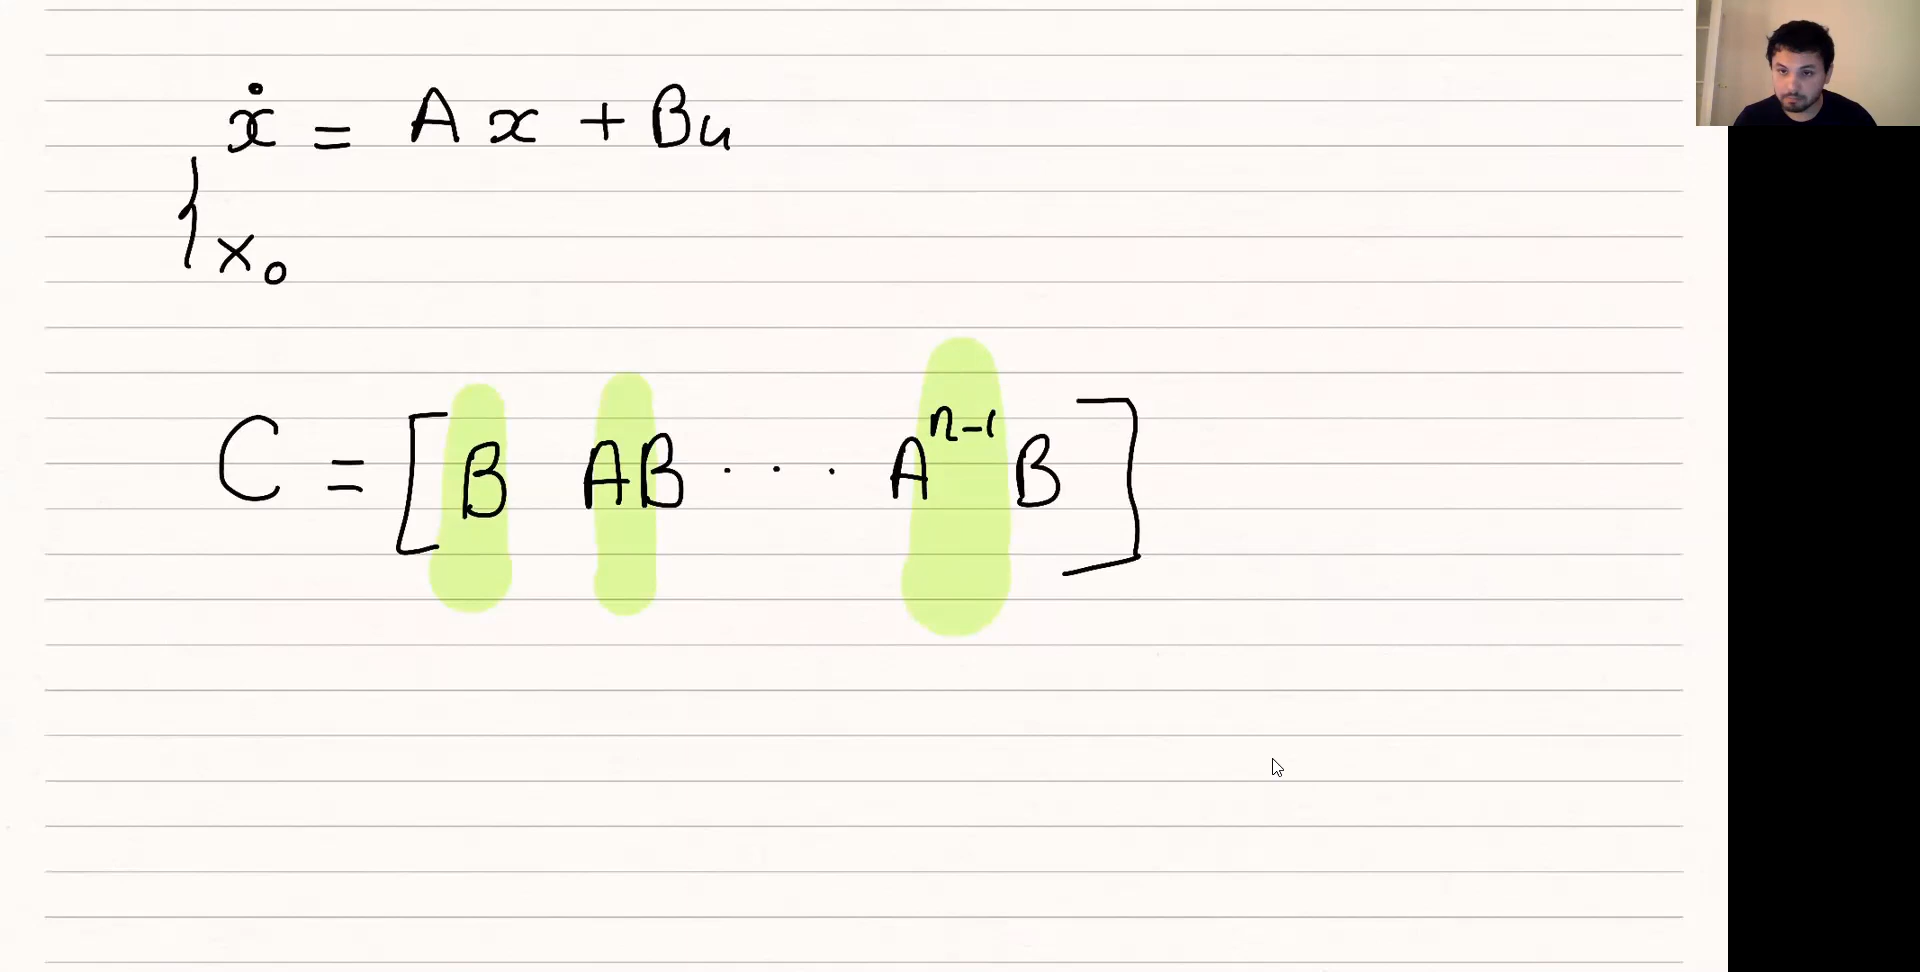 ẋ = Ax + Bu
{ x₀
C = [ B AB . . . Aⁿ⁻¹B ]